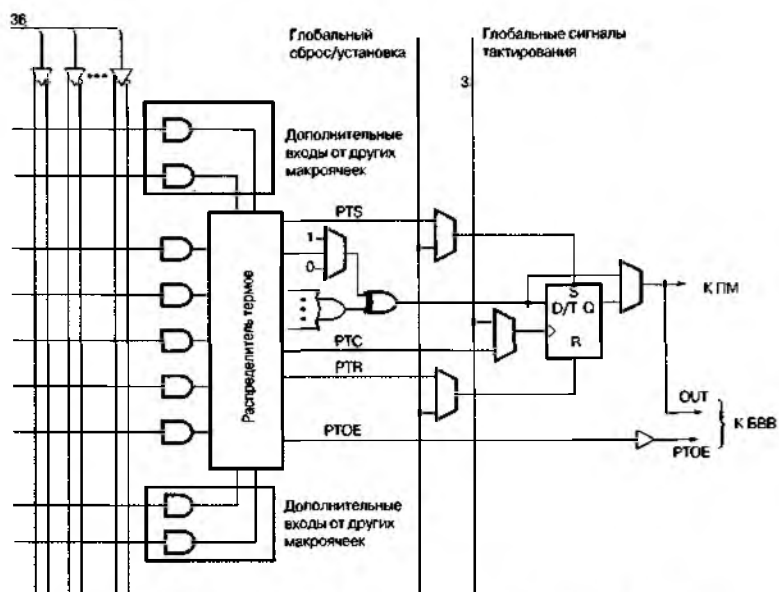 36
Глобальный
сброс/установка
Глобальные сигналы
тактирования
3
Дополнительные
входы от других
макроячеек
PTS
1
0
Распределитель термов
S
D/T Q
R
К ПМ
PTC
PTR
OUT
К БВВ
PTOE
PTOE
Дополнительные
входы от других
макроячеек